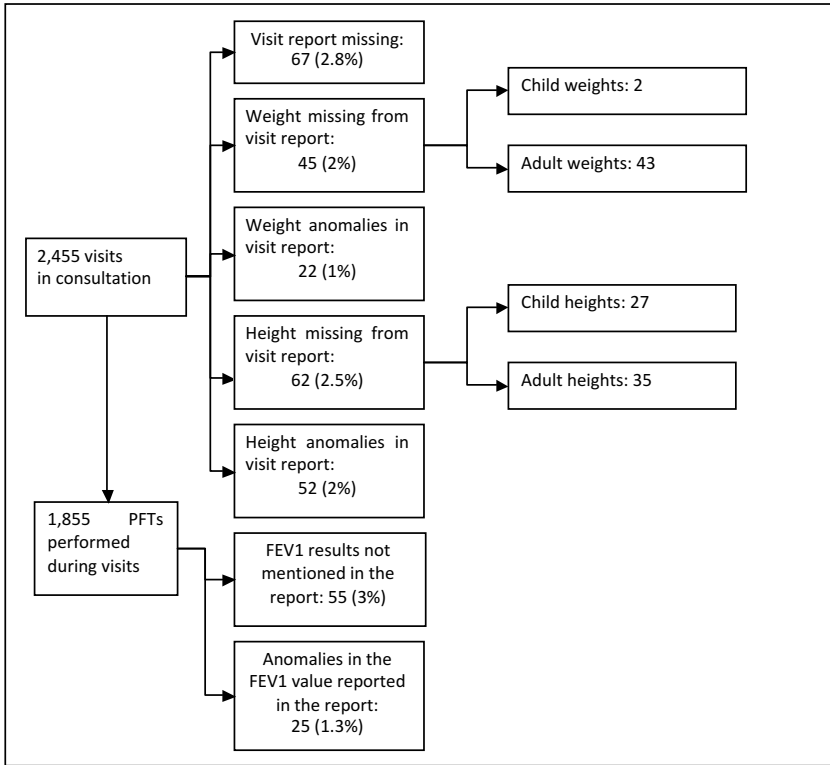 Visit report missing:
67 (2.8%)
Weight missing from
visit report:
45 (2%)
Child weights: 2
Adult weights: 43
Weight anomalies in
visit report:
22 (1%)
2,455 visits
in consultation
Height missing from
visit report:
62 (2.5%)
Child heights: 27
Adult heights: 35
Height anomalies in
visit report:
52 (2%)
1,855 PFTs
performed
during visits
FEV1 results not
mentioned in the
report: 55 (3%)
Anomalies in the
FEV1 value reported
in the report:
25 (1.3%)